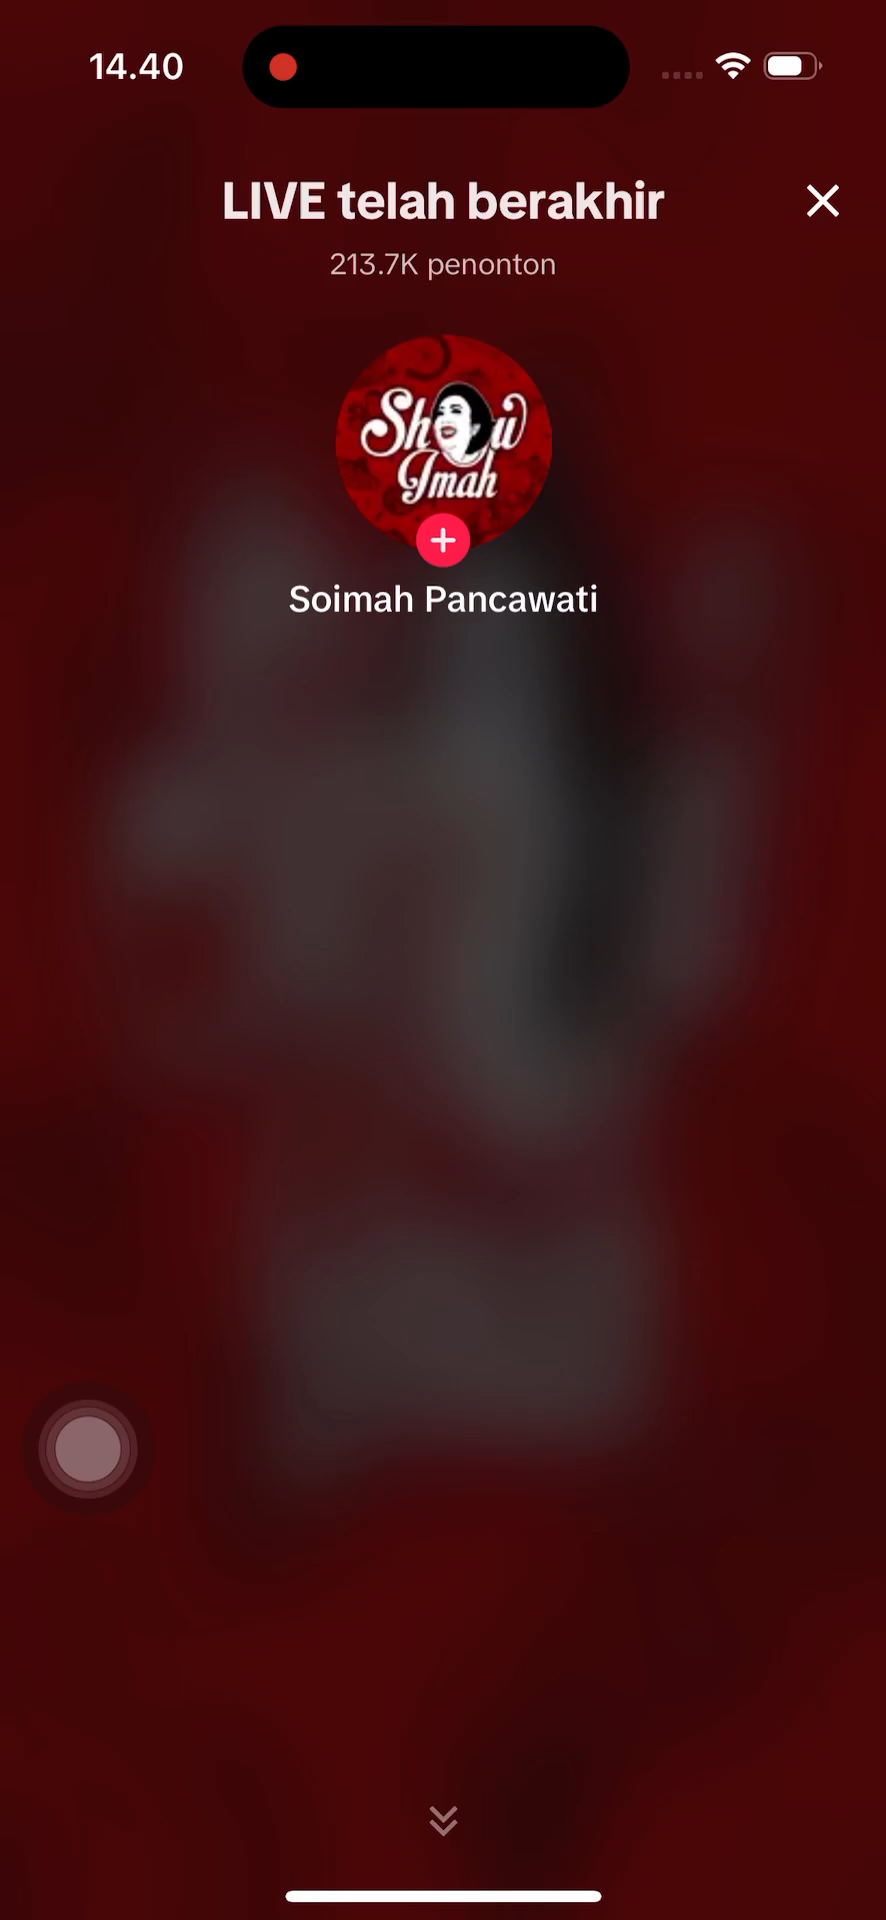 14.40
LIVE telah berakhir
213.7K penonton
Show
Imah
Soimah Pancawati